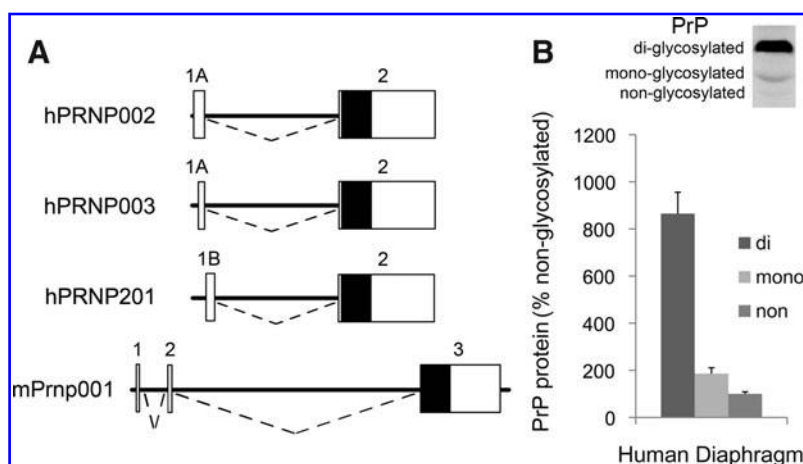 A
1A 2
hPRNP002
1A 2
hPRNP003
1B 2
hPRNP201
1 2 3
mPrnp001
B
PrP
di-glycosylated
mono-glycosylated
non-glycosylated
PrP protein (% non-glycosylated)
1200
1000
800
600
400
200
0
di
mono
non
Human Diaphragm